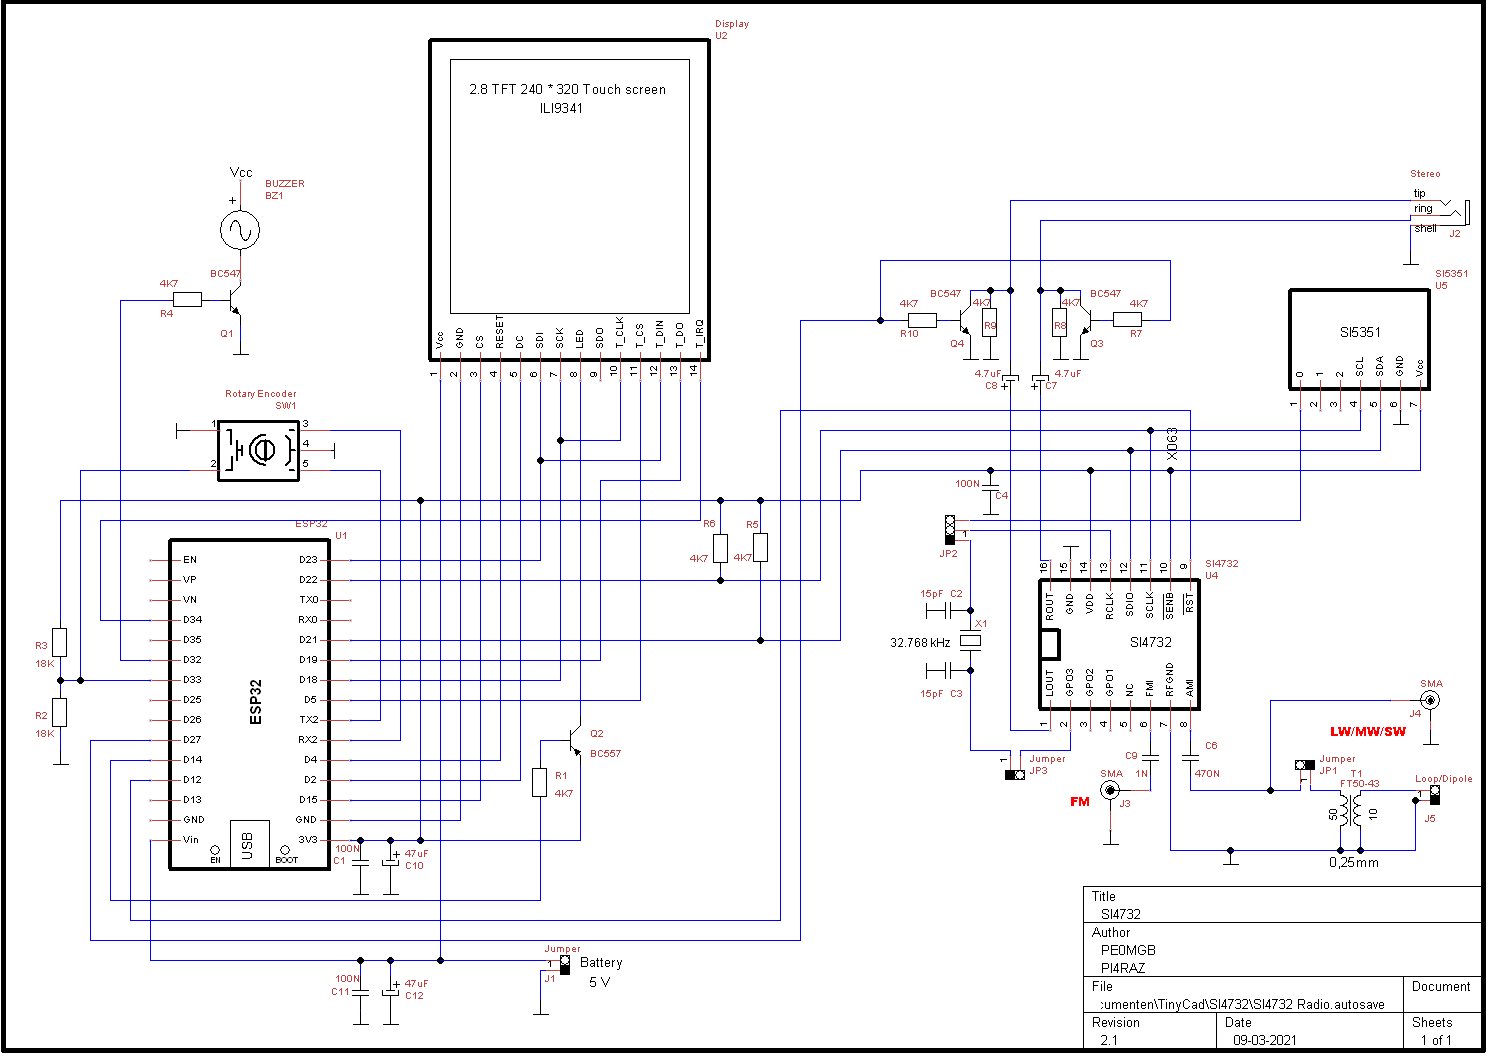 Display
U2
2.8 TFT 240 * 320 Touch screen
ILI9341
Vcc
GND
CS
RESET
DC
SDI
SCK
LED
SDO
T_CLK
T_CS
T_DIN
T_DO
T_IRQ
1
2
3
4
5
6
7
8
9
10
11
12
13
14
Vcc
+
BUZZER
BZ1
BC547
4K7
R4
Q1
Rotary Encoder
SW1
1
2
3
4
5
Stereo
tip
ring
shell
J2
SI5351
U5
SI5351
0
1
2
SCL
SDA
GND
Vcc
1
2
3
4
5
6
7
4K7
R10
BC547
Q4
4K7
R9
4K7
R8
BC547
Q3
4K7
R7
4.7uF
C8
+
4.7uF
C7
+
X063
100N
C4
JP2
1
R6
4K7
R5
4K7
ESP32
U1
ESP32
EN
VP
VN
D34
D35
D32
D33
D25
D26
D27
D14
D12
D13
GND
Vin
D23
D22
TX0
RX0
D21
D19
D18
D5
TX2
RX2
D4
D2
D15
GND
3V3
EN
USB
BOOT
R3
18K
R2
18K
15pF C2
X1
32.768 kHz
15pF C3
SI4732
U4
SI4732
16
15
14
13
12
11
10
9
ROUT
GND
VDD
RCLK
SDIO
SCLK
SENB
RST
LOUT
GPO3
GPO2
GPO1
NC
FMI
RFGND
AMI
1
2
3
4
5
6
7
8
Q2
BC557
R1
4K7
1
Jumper
JP3
C9
1N
C6
470N
SMA
J3
FM
SMA
J4
LW/MW/SW
Jumper
JP1
1
T1
FT50-43
50
10
0,25mm
Loop/Dipole
1
J5
100N
C1
47uF
C10
+
100N
C11
47uF
C12
+
Jumper
1
J1
Battery
5 V
Title
SI4732
Author
PE0MGB
PI4RAZ
File
:umenten\TinyCad\SI4732\SI4732 Radio.autosave
Document
Revision
2.1
Date
09-03-2021
Sheets
1 of 1